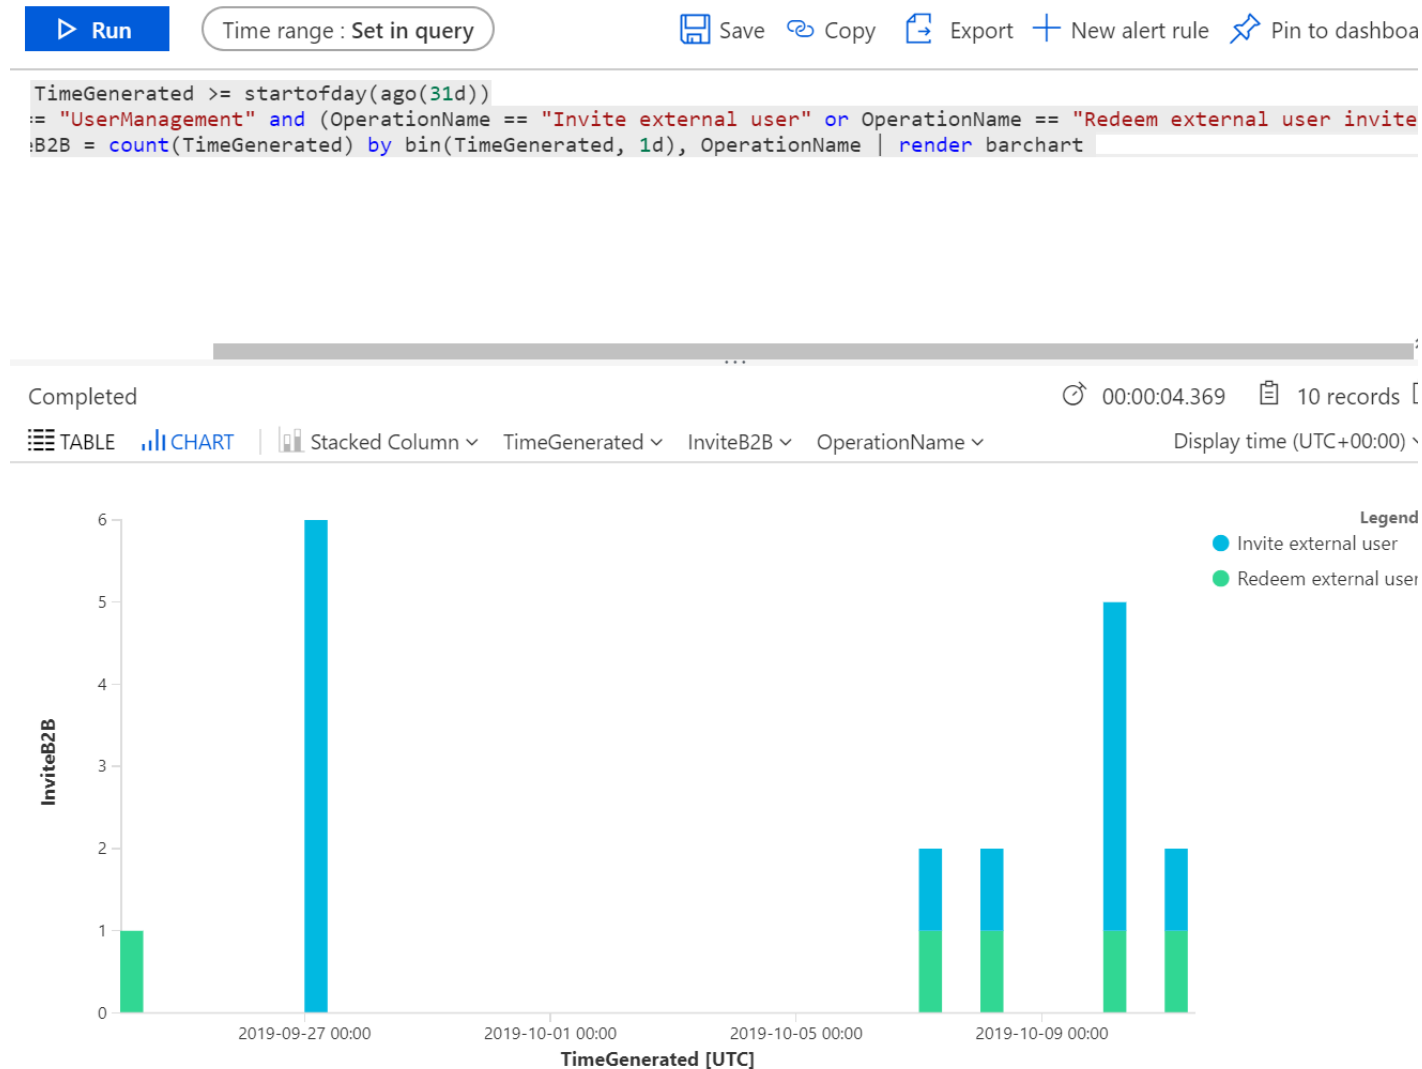 Run Time range : Set in query Save Copy Export New alert rule Pin to
TimeGenerated >= startofday(ago(31d))
= "UserManagement" and (OperationName == "Invite external user" or OperationName == "Redeem external user invite
B2B = count(TimeGenerated) by bin(TimeGenerated, 1d), OperationName | render barchart
...
Completed 00:00:04.369 10 records
TABLE CHART Stacked Column TimeGenerated InviteB2B OperationName Display time (UTC+00:00)
Legend
Invite external user
Redeem external user
6
5
4
3
2
1
0
InviteB2B
2019-09-27 00:00 2019-10-01 00:00 2019-10-05 00:00 2019-10-09 00:00
TimeGenerated [UTC]